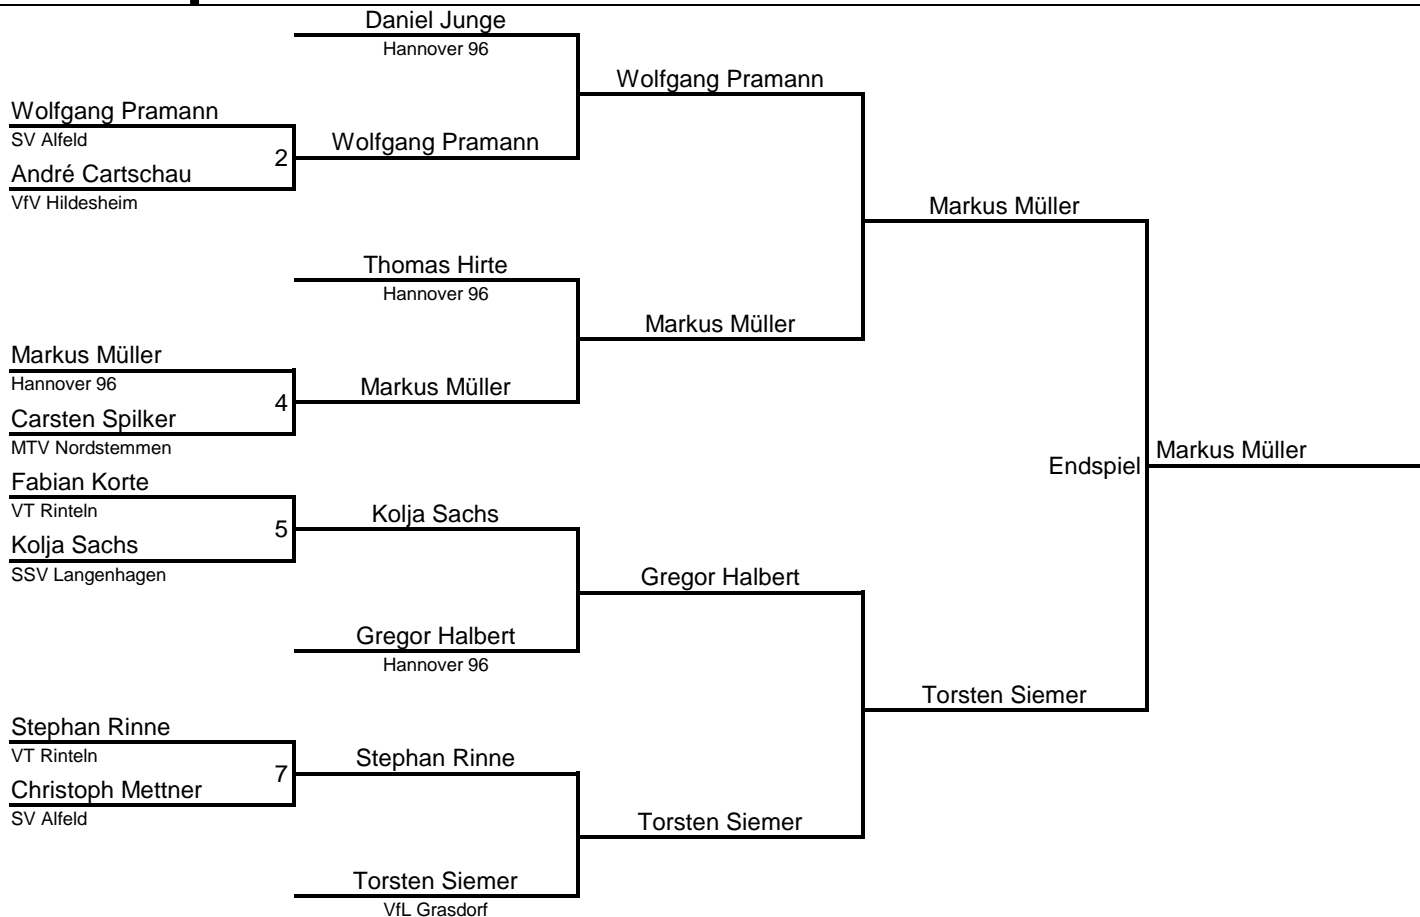 Daniel Junge
Hannover 96
Wolfgang Pramann
Wolfgang Pramann
SV Alfeld
2
Wolfgang Pramann
André Cartschau
VfV Hildesheim
Markus Müller
Thomas Hirte
Hannover 96
Markus Müller
Markus Müller
Hannover 96
4
Markus Müller
Carsten Spilker
MTV Nordstemmen
Endspiel
Markus Müller
Fabian Korte
VT Rinteln
5
Kolja Sachs
Kolja Sachs
SSV Langenhagen
Gregor Halbert
Gregor Halbert
Hannover 96
Torsten Siemer
Stephan Rinne
VT Rinteln
7
Stephan Rinne
Christoph Mettner
SV Alfeld
Torsten Siemer
Torsten Siemer
VfL Grasdorf